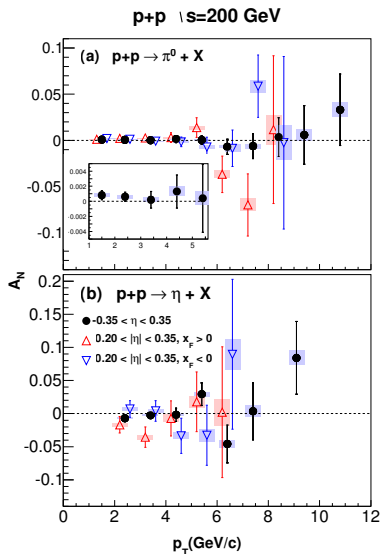 p+p \s=200 GeV
0.1
(a) p+p → π⁰ + X
0.05
0
0.004
0.002
0
-0.002
-0.004
1 2 3 4 5
-0.05
-0.1
A_N
0.2
(b) p+p → η + X
0.15
-0.35 < η < 0.35
0.1
0.20 < |η| < 0.35, x_F > 0
0.20 < |η| < 0.35, x_F < 0
0.05
0
-0.05
-0.1
0 2 4 6 8 10 12
p_T(GeV/c)